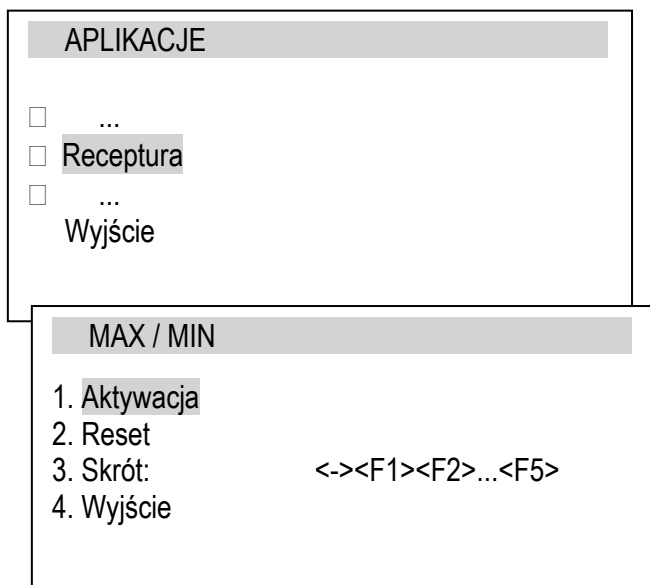 APLIKACJE
...
Receptura
...
Wyjście
MAX / MIN
1. Aktywacja
2. Reset
3. Skrót: <-><F1><F2>...<F5>
4. Wyjście